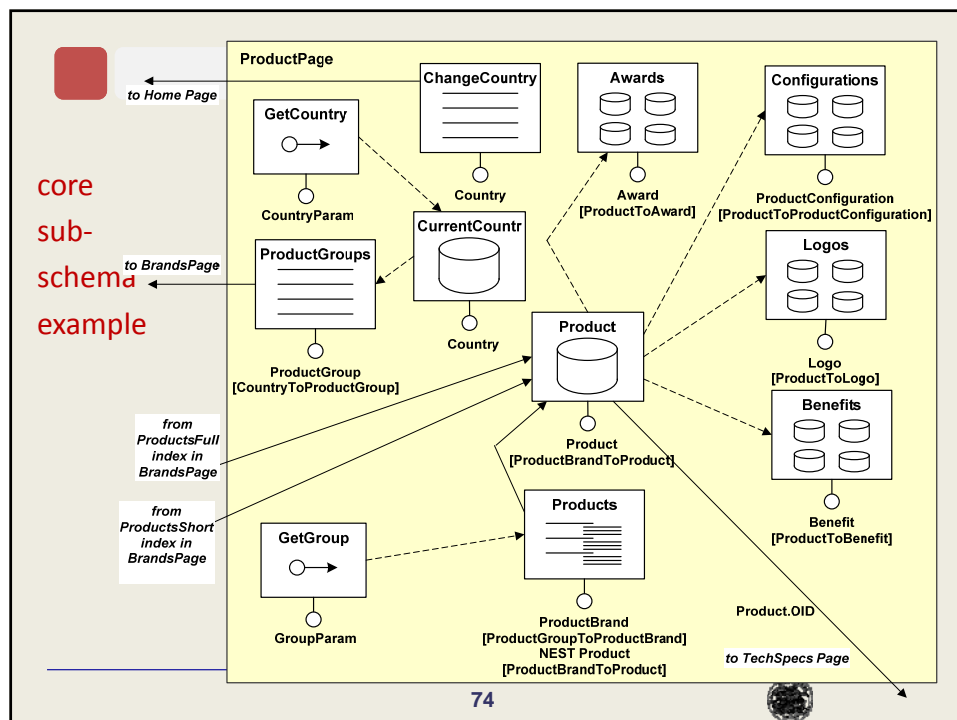 core
sub-
schema
example
ProductPage
to Home Page
ChangeCountry
Country
GetCountry
CountryParam
Awards
Award
[ProductToAward]
Configurations
ProductConfiguration
[ProductToProductConfiguration]
CurrentCountr
Country
to BrandsPage
ProductGroups
ProductGroup
[CountryToProductGroup]
Logos
Logo
[ProductToLogo]
Product
Product
[ProductBrandToProduct]
Benefits
Benefit
[ProductToBenefit]
from
ProductsFull
index in
BrandsPage
from
ProductsShort
index in
BrandsPage
GetGroup
GroupParam
Products
ProductBrand
[ProductGroupToProductBrand]
NEST Product
[ProductBrandToProduct]
Product.OID
to TechSpecs Page
74